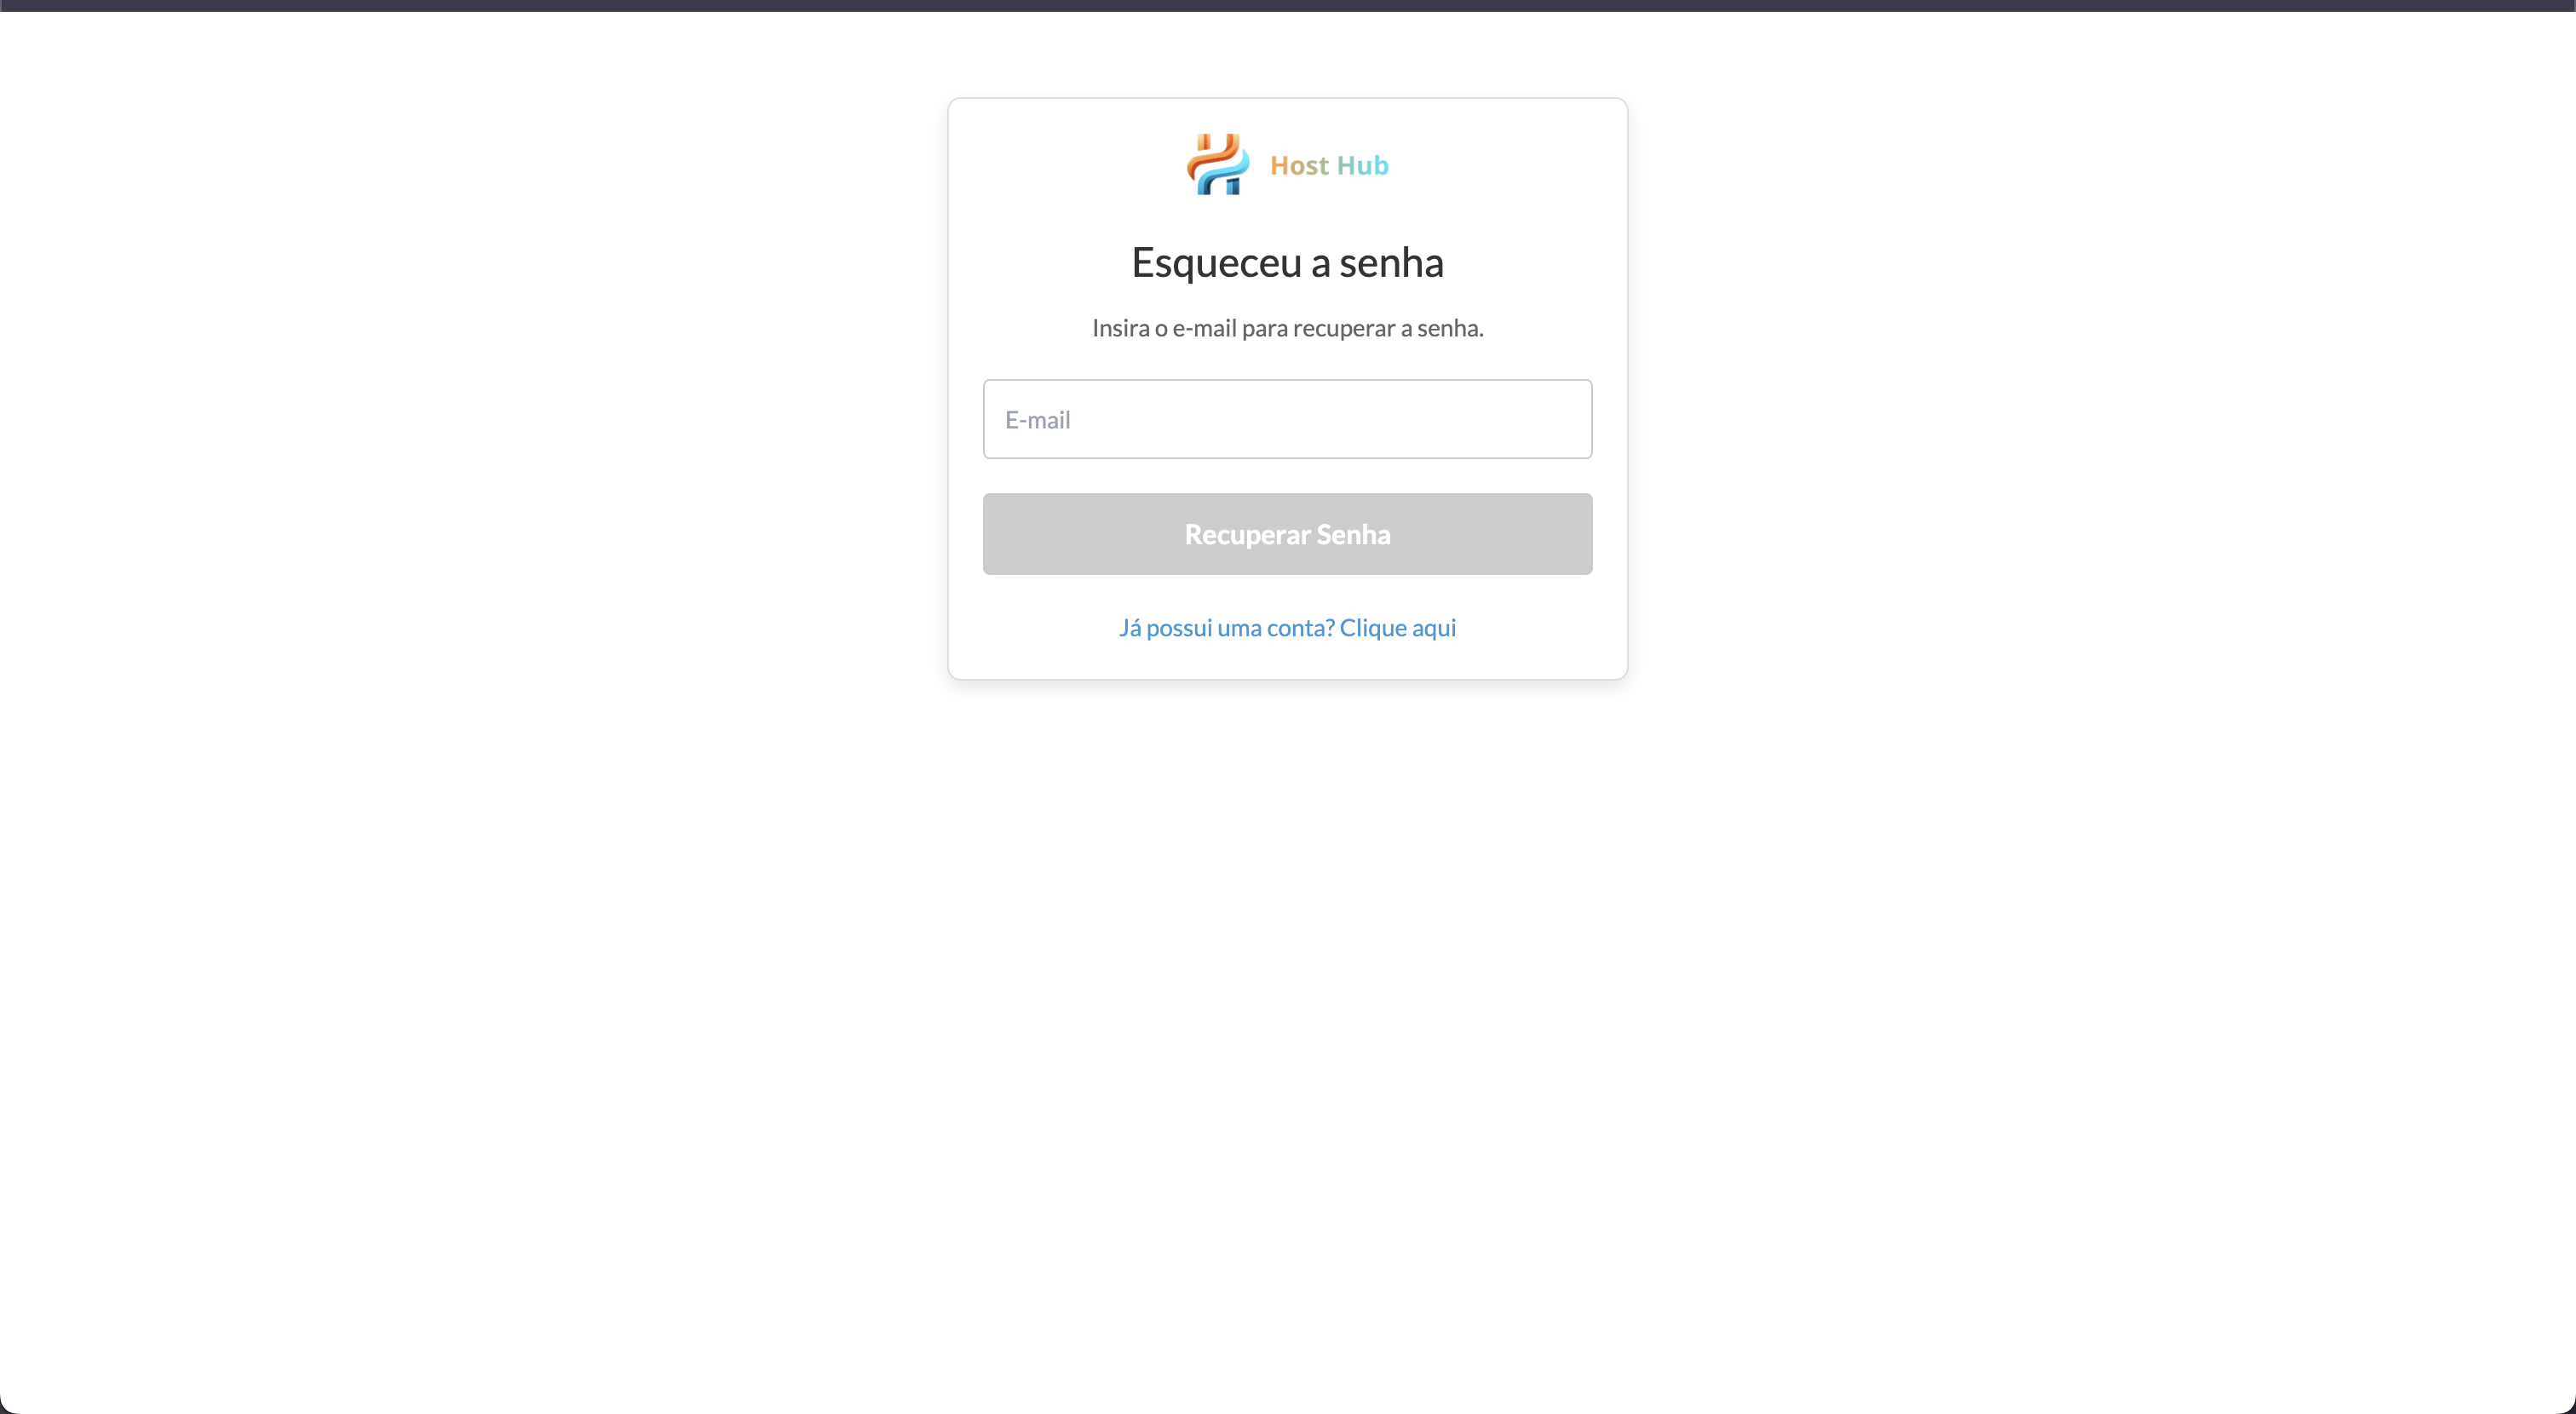 Host Hub
Esqueceu a senha
Insira o e-mail para recuperar a senha.
E-mail
Recuperar Senha
Já possui uma conta? Clique aqui